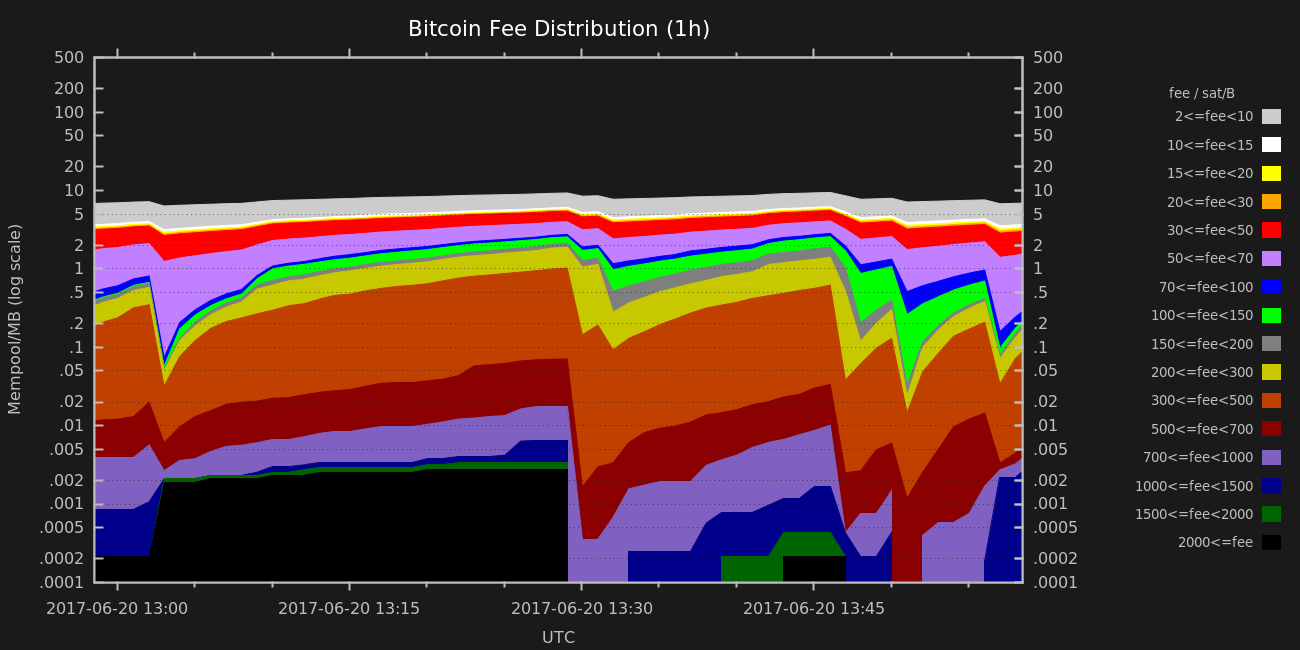 Bitcoin Fee Distribution (1h)
500
200
100
50
20
10
5
2
1
.5
.2
.1
.05
.02
.01
.005
.002
.001
.0005
.0002
.0001
Mempool/MB (log scale)
500
200
100
50
20
10
5
2
1
.5
.2
.1
.05
.02
.01
.005
.002
.001
.0005
.0002
.0001
2017-06-20 13:00
2017-06-20 13:15
2017-06-20 13:30
2017-06-20 13:45
UTC
fee / sat/B
2<=fee<10
10<=fee<15
15<=fee<20
20<=fee<30
30<=fee<50
50<=fee<70
70<=fee<100
100<=fee<150
150<=fee<200
200<=fee<300
300<=fee<500
500<=fee<700
700<=fee<1000
1000<=fee<1500
1500<=fee<2000
2000<=fee